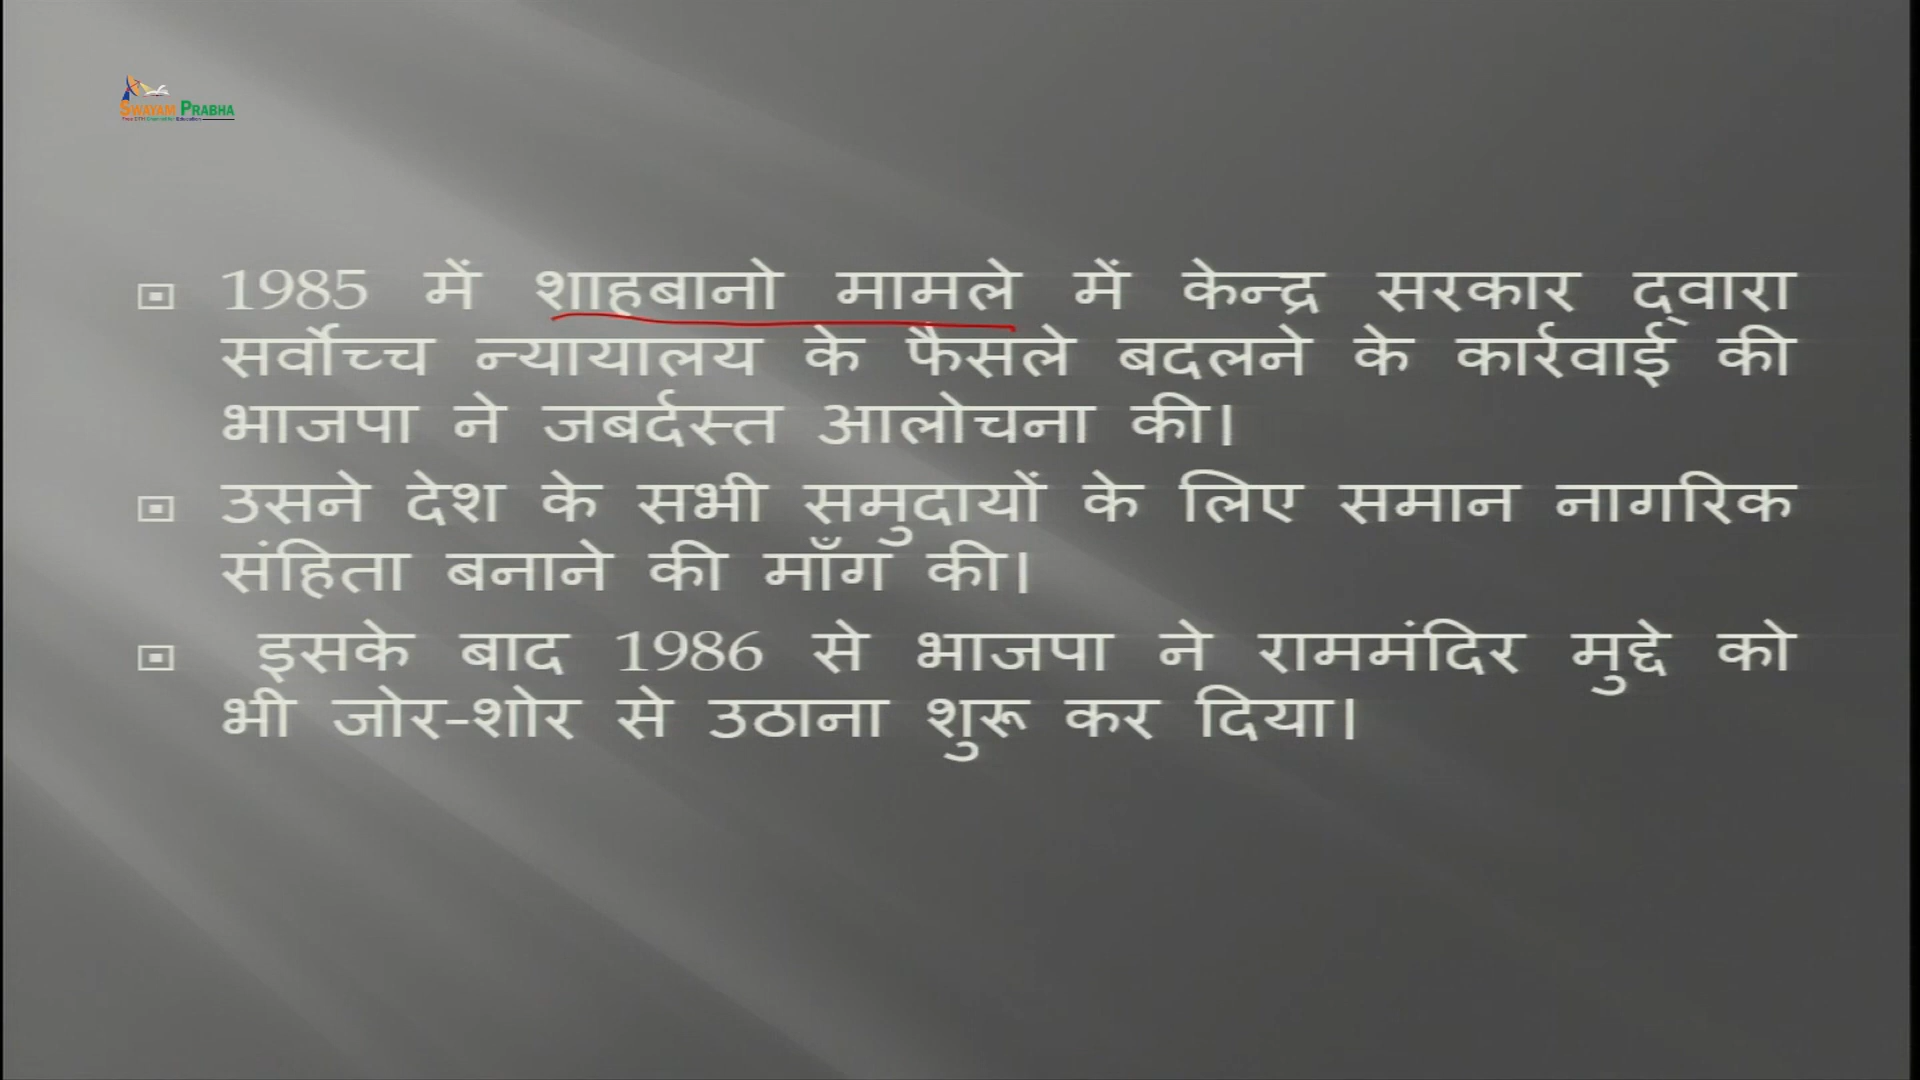 SWAYAM PRABHA
1985 में शाहबानो मामले में केन्द्र सरकार द्वारा
सर्वोच्च न्यायालय के फैसले बदलने के कार्रवाई की
भाजपा ने जबर्दस्त आलोचना की।
उसने देश के सभी समुदायों के लिए समान नागरिक
संहिता बनाने की माँग की।
इसके बाद 1986 से भाजपा ने राममंदिर मुद्दे को
भी जोर-शोर से उठाना शुरू कर दिया।